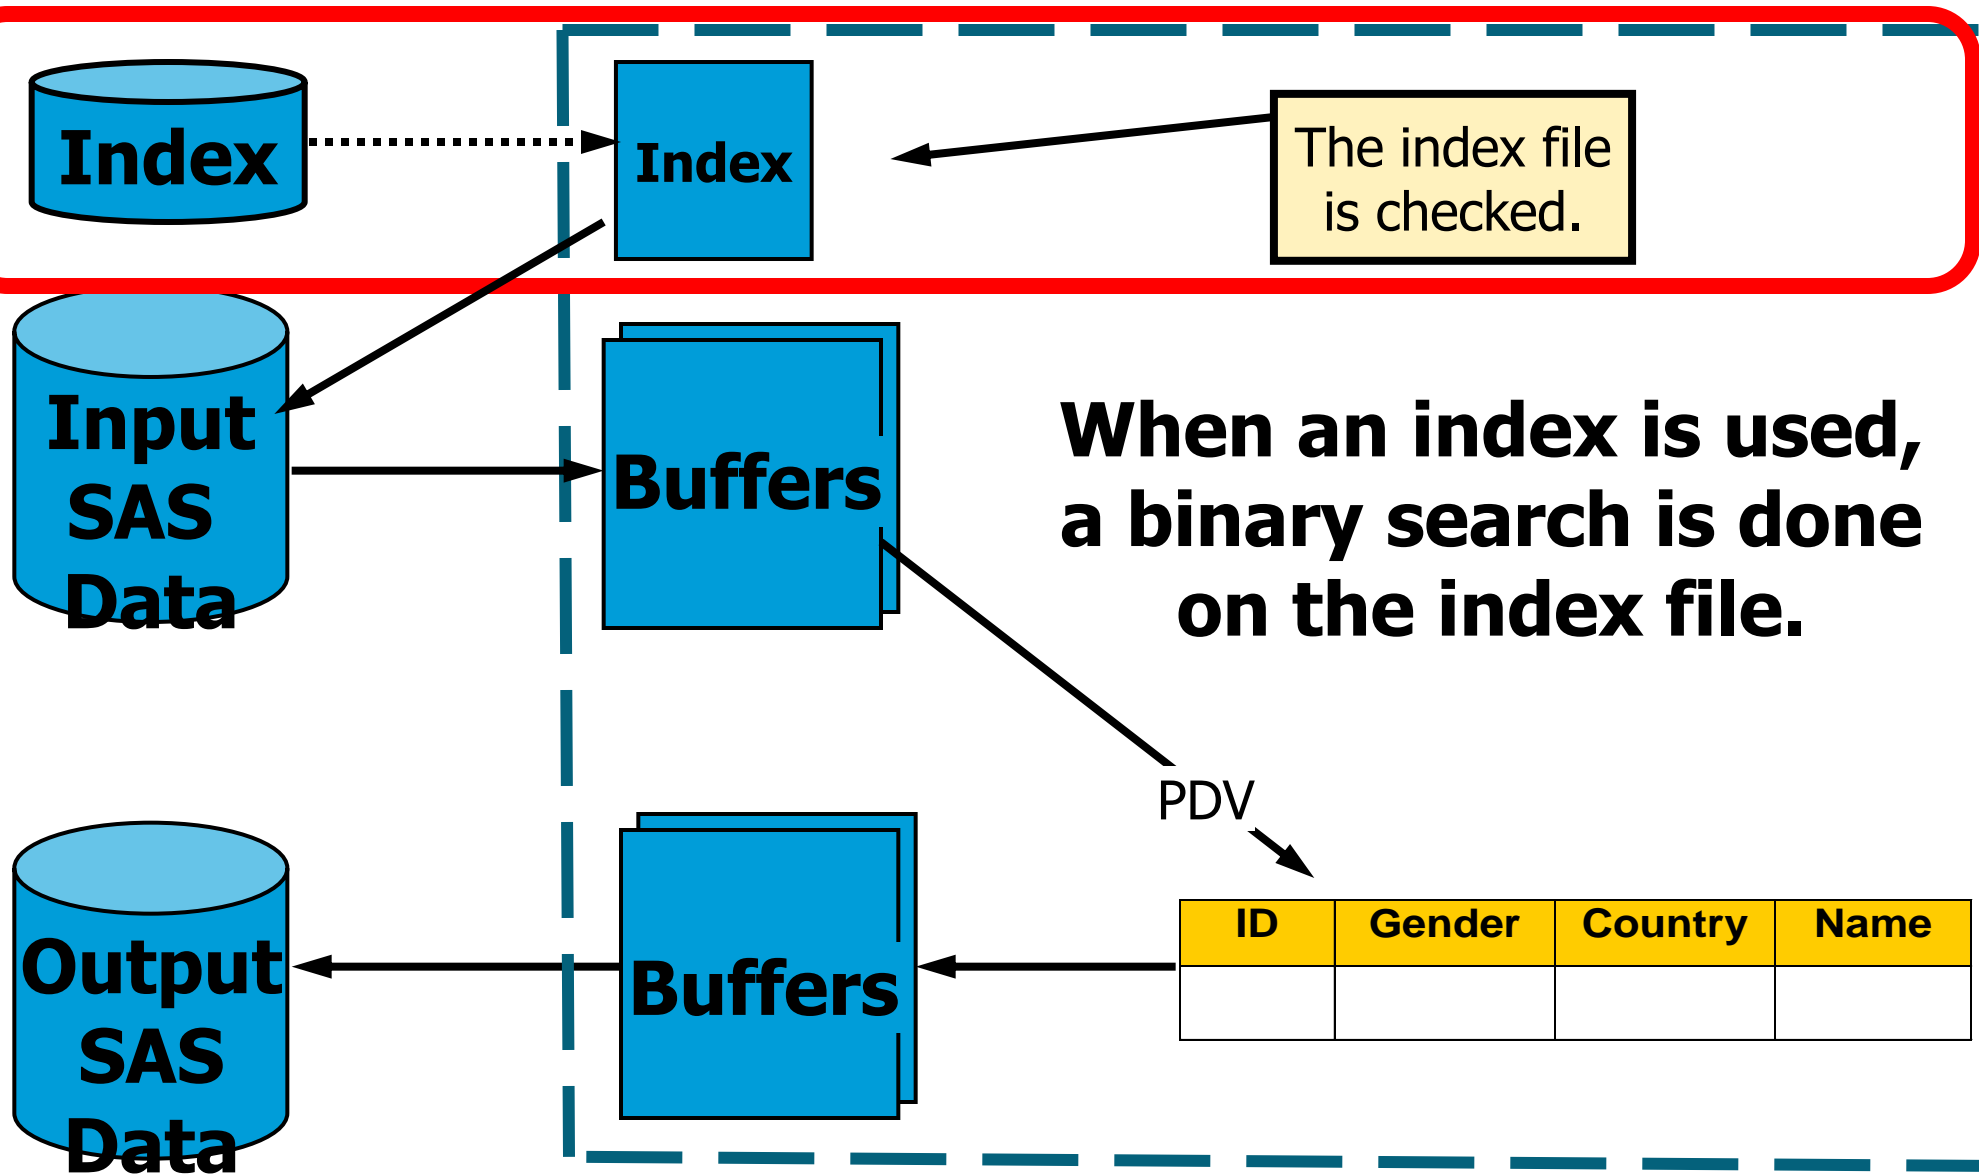 Index
Index
The index file
is checked.
Input
SAS
Data
Buffers
When an index is used,
a binary search is done
on the index file.
PDV
ID Gender Country Name
Output
SAS
Data
Buffers